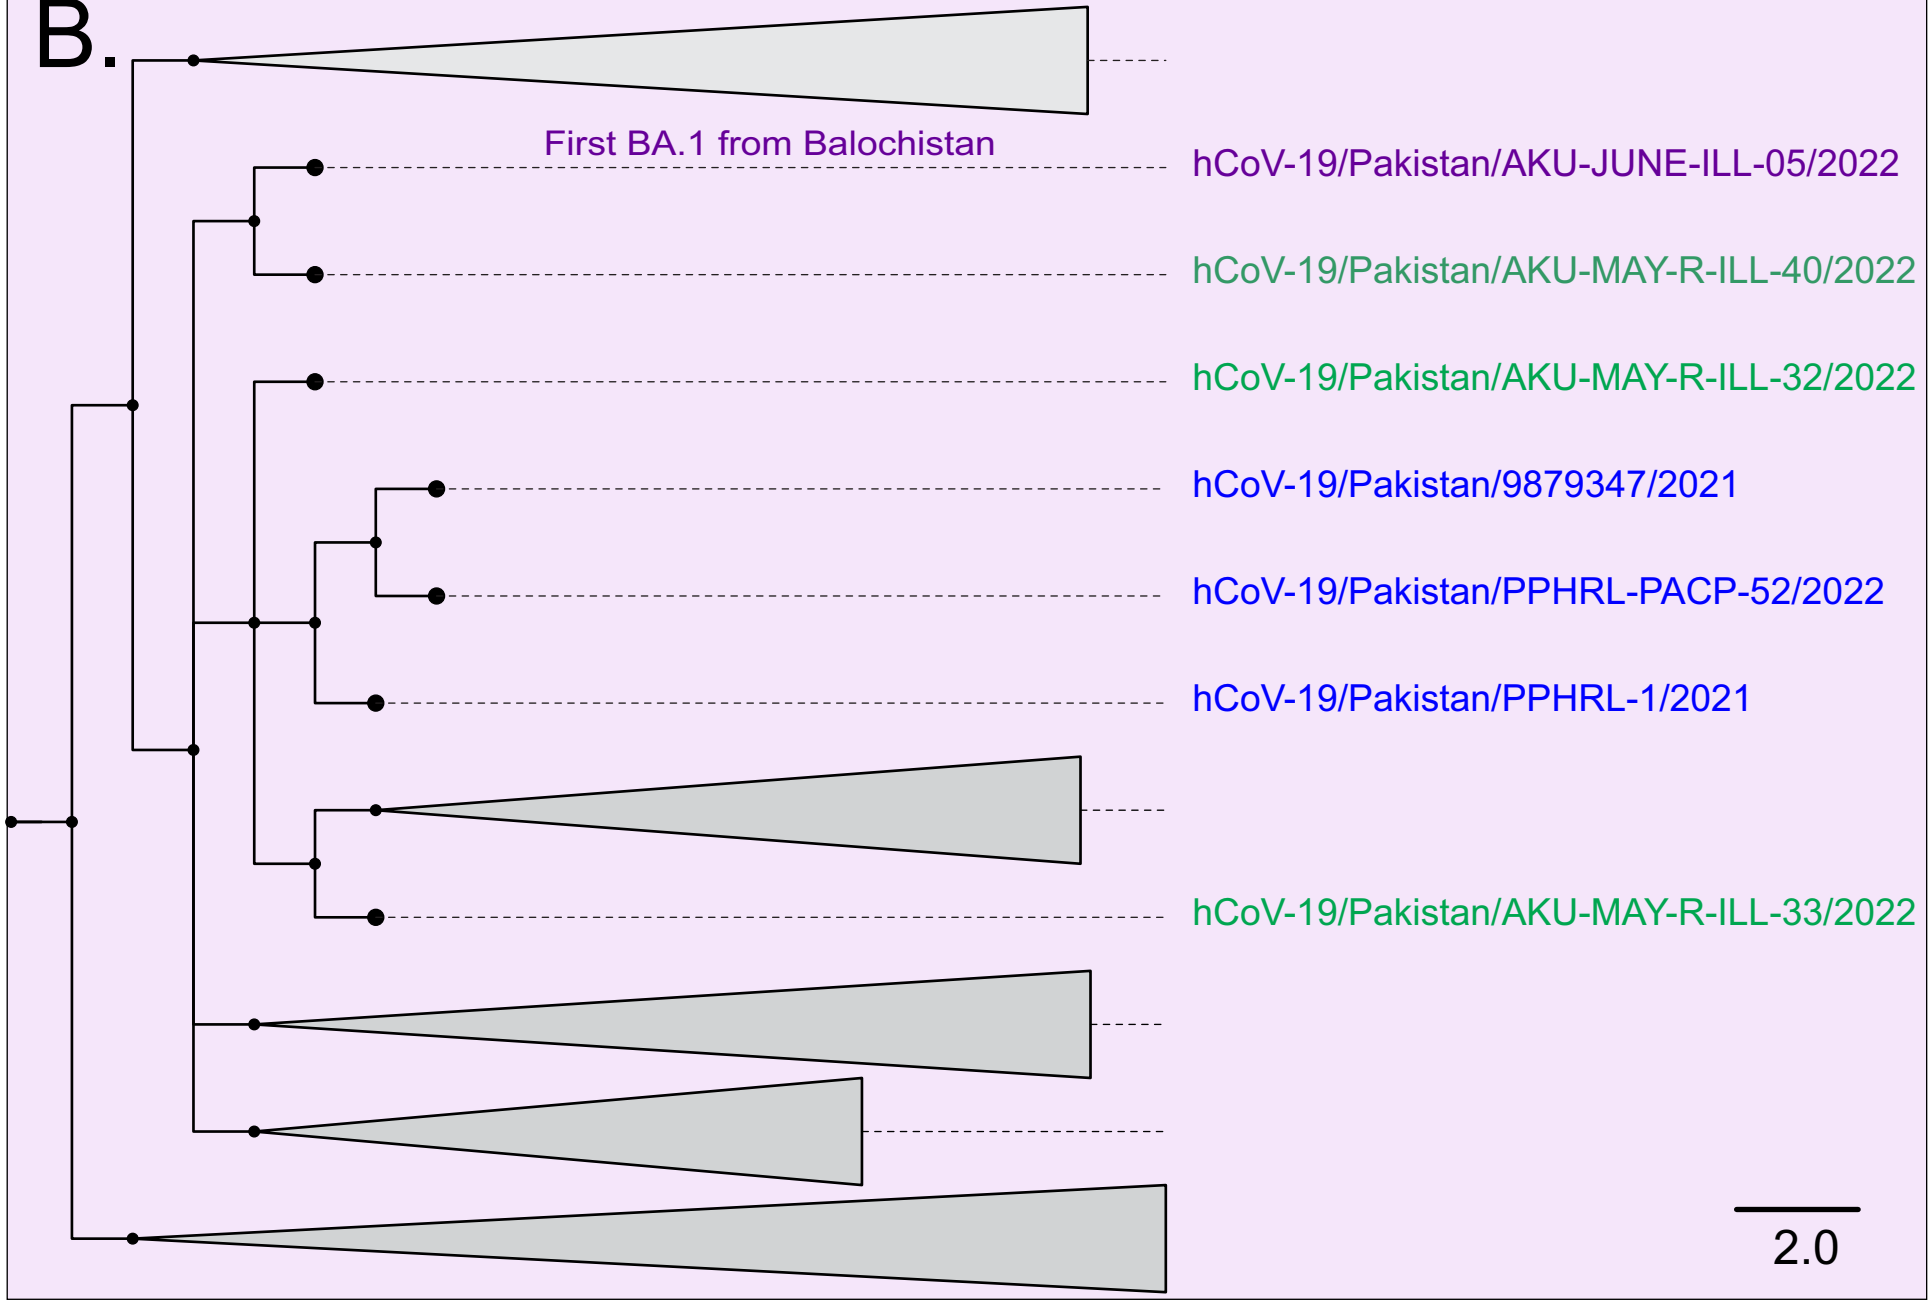 B.
First BA.1 from Balochistan
hCoV-19/Pakistan/AKU-JUNE-ILL-05/2022
hCoV-19/Pakistan/AKU-MAY-R-ILL-40/2022
hCoV-19/Pakistan/AKU-MAY-R-ILL-32/2022
hCoV-19/Pakistan/9879347/2021
hCoV-19/Pakistan/PPHRL-PACP-52/2022
hCoV-19/Pakistan/PPHRL-1/2021
hCoV-19/Pakistan/AKU-MAY-R-ILL-33/2022
2.0